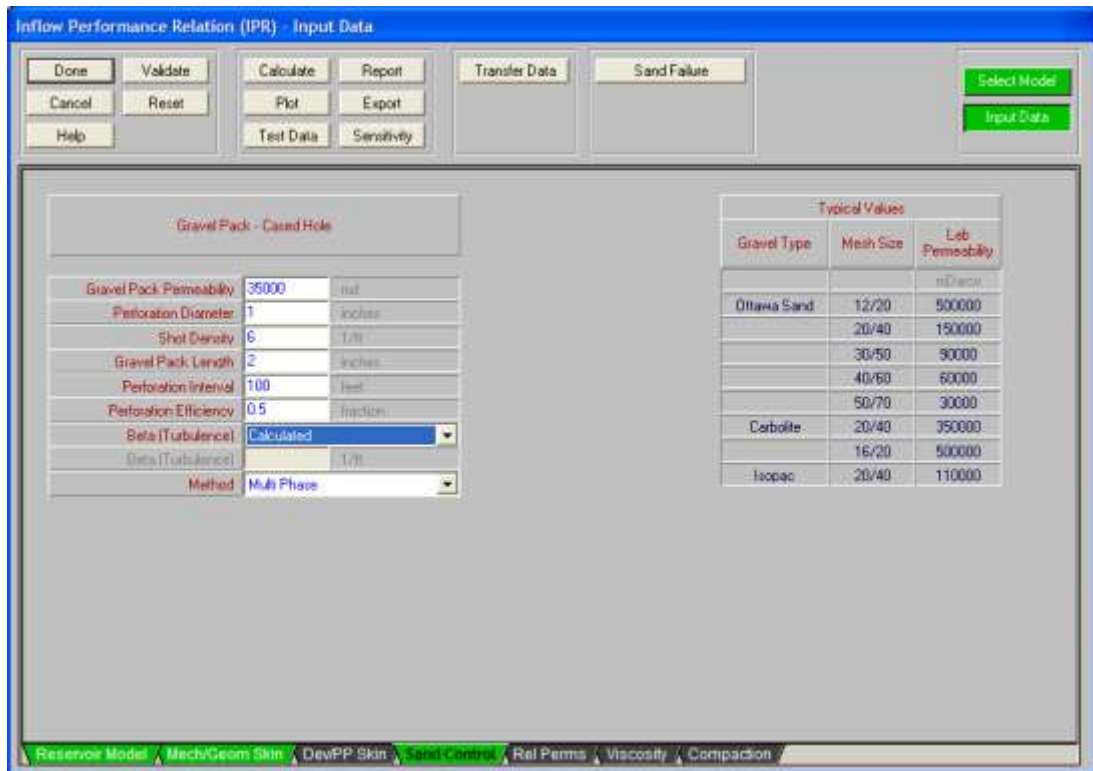 Inflow Performance Relation (IPR) - Input Data
Done Validate Calculate Report Transfer Data Sand Failure Select Model
Cancel Reset Plot Export Input Data
Help Test Data Sensitivity
Gravel Pack - Cased Hole
Gravel Pack Permeability 35000 md
Perforation Diameter 1 inches
Shot Density 6 1/ft
Gravel Pack Length 2 inches
Perforation Interval 100 feet
Perforation Efficiency 0.5 fraction
Beta (Turbulence) Calculated
Beta (Turbulence) 1/ft
Method Multi Phase
Typical Values
Gravel Type Mesh Size Lab Permeability
mDarcy
Ottawa Sand 12/20 500000
20/40 150000
30/50 90000
40/60 60000
50/70 30000
Carbolite 20/40 350000
16/20 500000
Isopac 20/40 110000
Reservoir Model Mech/Geom Skin Dev/PP Skin Sand Control Rel Perms Viscosity Compaction